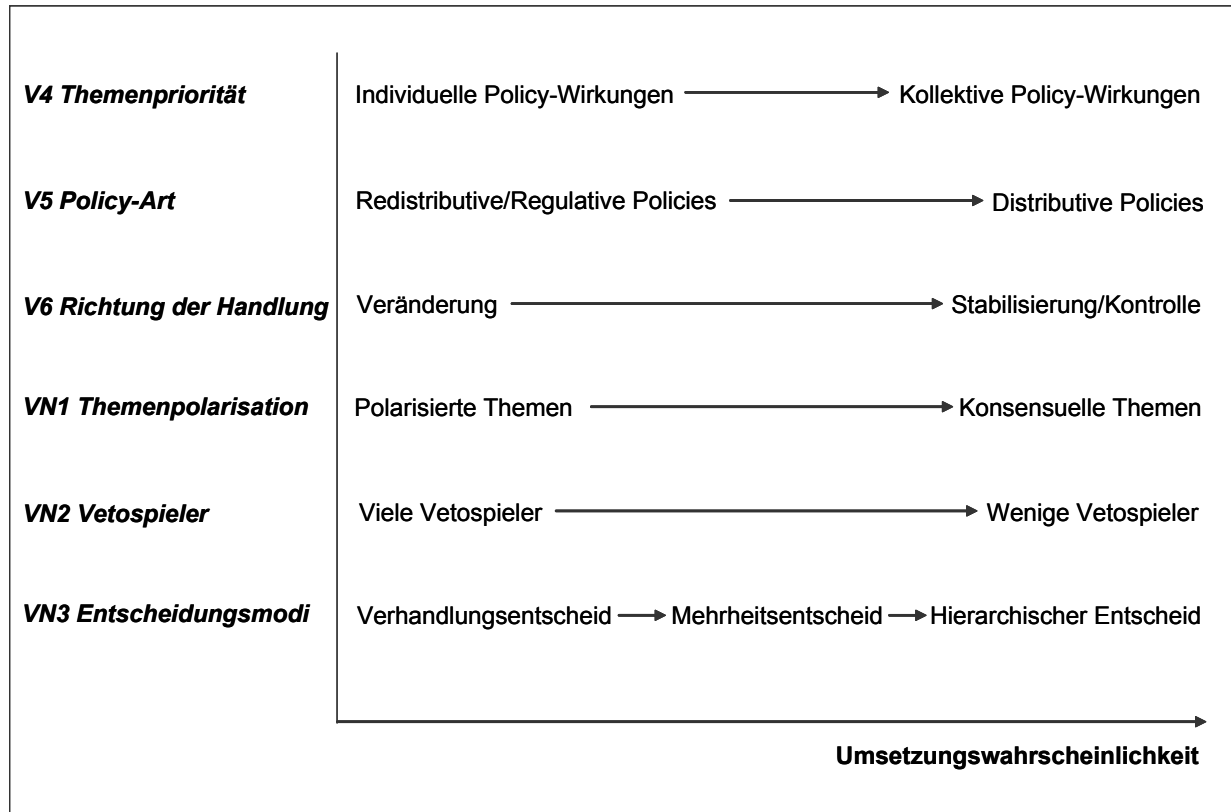 V4 Themenpriorität Individuelle Policy-Wirkungen Kollektive Policy-Wirkungen
V5 Policy-Art Redistributive/Regulative Policies Distributive Policies
V6 Richtung der Handlung Veränderung Stabilisierung/Kontrolle
VN1 Themenpolarisation Polarisierte Themen Konsensuelle Themen
VN2 Vetospieler Viele Vetospieler Wenige Vetospieler
VN3 Entscheidungsmodi Verhandlungsentscheid Mehrheitsentscheid Hierarchischer Entscheid
Umsetzungswahrscheinlichkeit